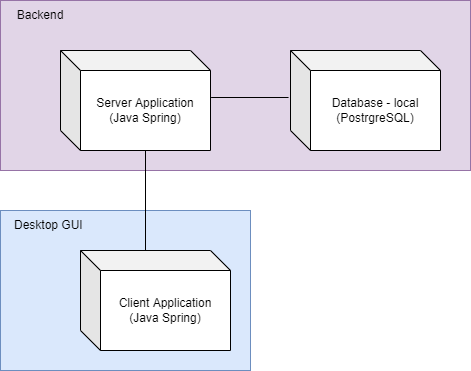 Backend
Server Application
(Java Spring)
Database - local
(PostrgreSQL)
Desktop GUI
Client Application
(Java Spring)